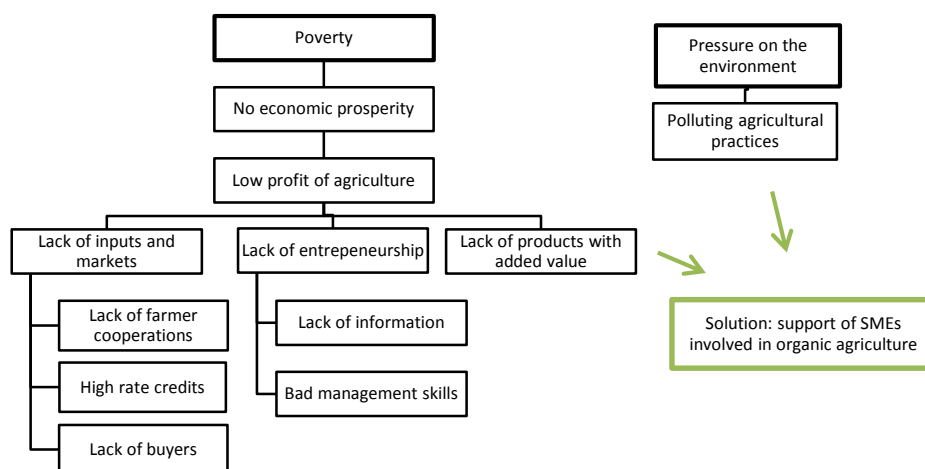 Poverty
Pressure on the
environment
No economic prosperity
Polluting agricultural
practices
Low profit of agriculture
Lack of inputs and
markets
Lack of entrepeneurship
Lack of products with
added value
Lack of farmer
cooperations
Lack of information
Solution: support of SMEs
involved in organic agriculture
High rate credits
Bad management skills
Lack of buyers